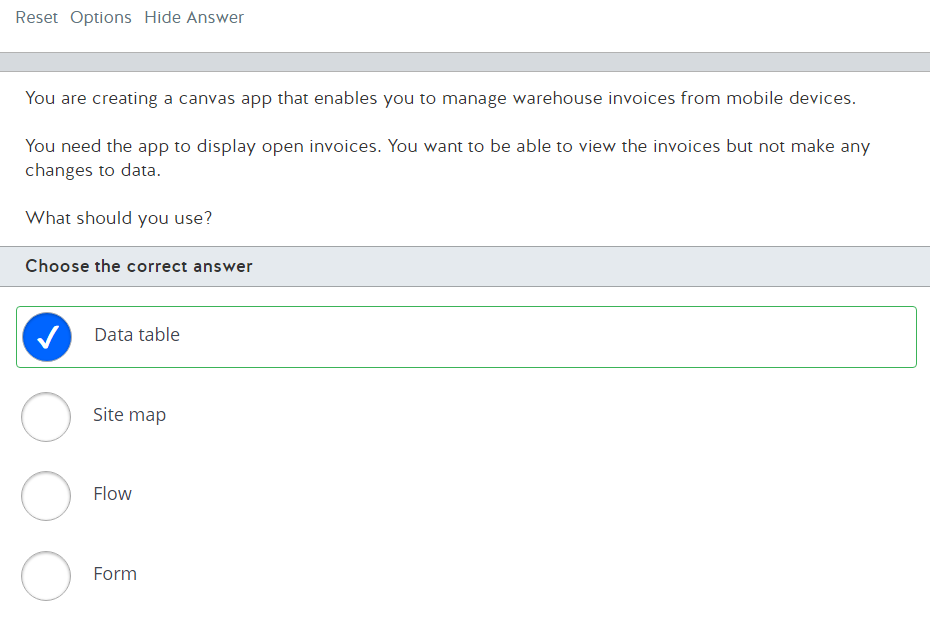 Reset Options Hide Answer
You are creating a canvas app that enables you to manage warehouse invoices from mobile devices.
You need the app to display open invoices. You want to be able to view the invoices but not make any
changes to data.
What should you use?
Choose the correct answer
Data table
Site map
Flow
Form